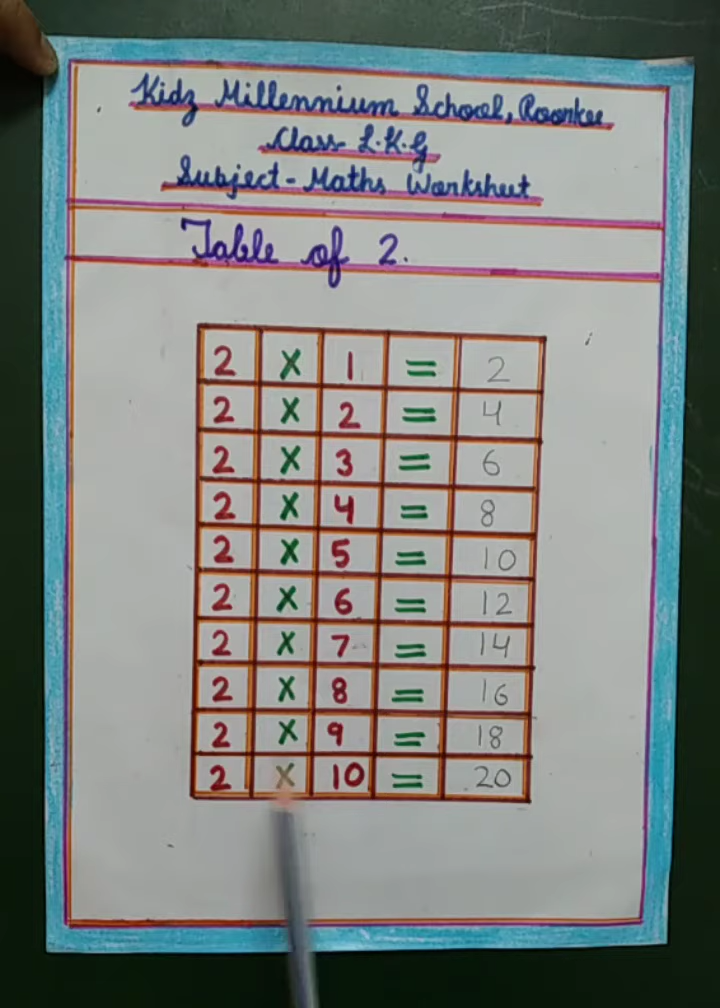 Kidz Millennium School, Roorkee
Class- L.K.G
Subject - Maths Worksheet
Table of 2.
2 × 1 = 2
2 × 2 = 4
2 × 3 = 6
2 × 4 = 8
2 × 5 = 10
2 × 6 = 12
2 × 7 = 14
2 × 8 = 16
2 × 9 = 18
2 × 10 = 20